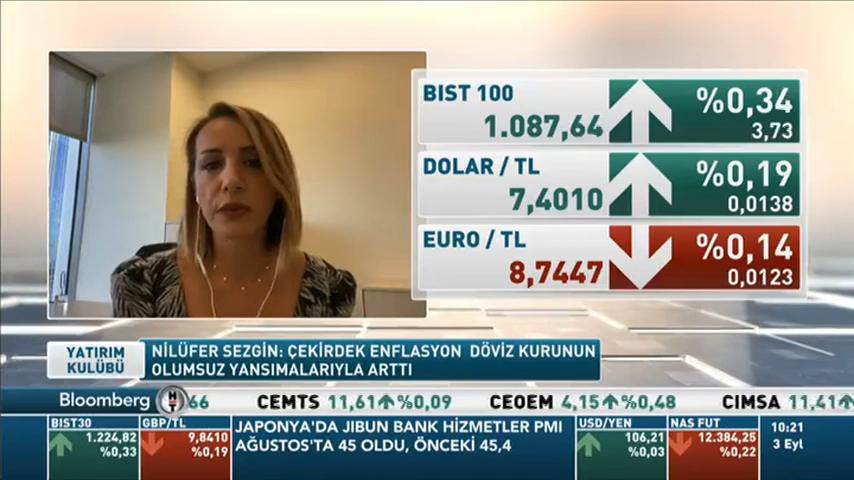 BIST 100
1.087,64
%0,34
3,73
DOLAR / TL
7,4010
%0,19
0,0138
EURO / TL
8,7447
%0,14
0,0123
YATIRIM
KULÜBÜ
NİLÜFER SEZGİN: ÇEKİRDEK ENFLASYON DÖVİZ KURUNUN
OLUMSUZ YANSIMALARIYLA ARTTI
Bloomberg HT 66 CEMTS 11,61 %0,09 CEOEM 4,15 %0,48 CIMSA 11,41
BIST30
1.224,82
%0,33
GBP/TL
9,8410
%0,19
JAPONYA'DA JIBUN BANK HİZMETLER PMI
AĞUSTOS'TA 45 OLDU, ÖNCEKİ 45,4
USD/YEN
106,21
%0,03
NAS FUT
12.384,25
%0,22
10:21
3 Eyl